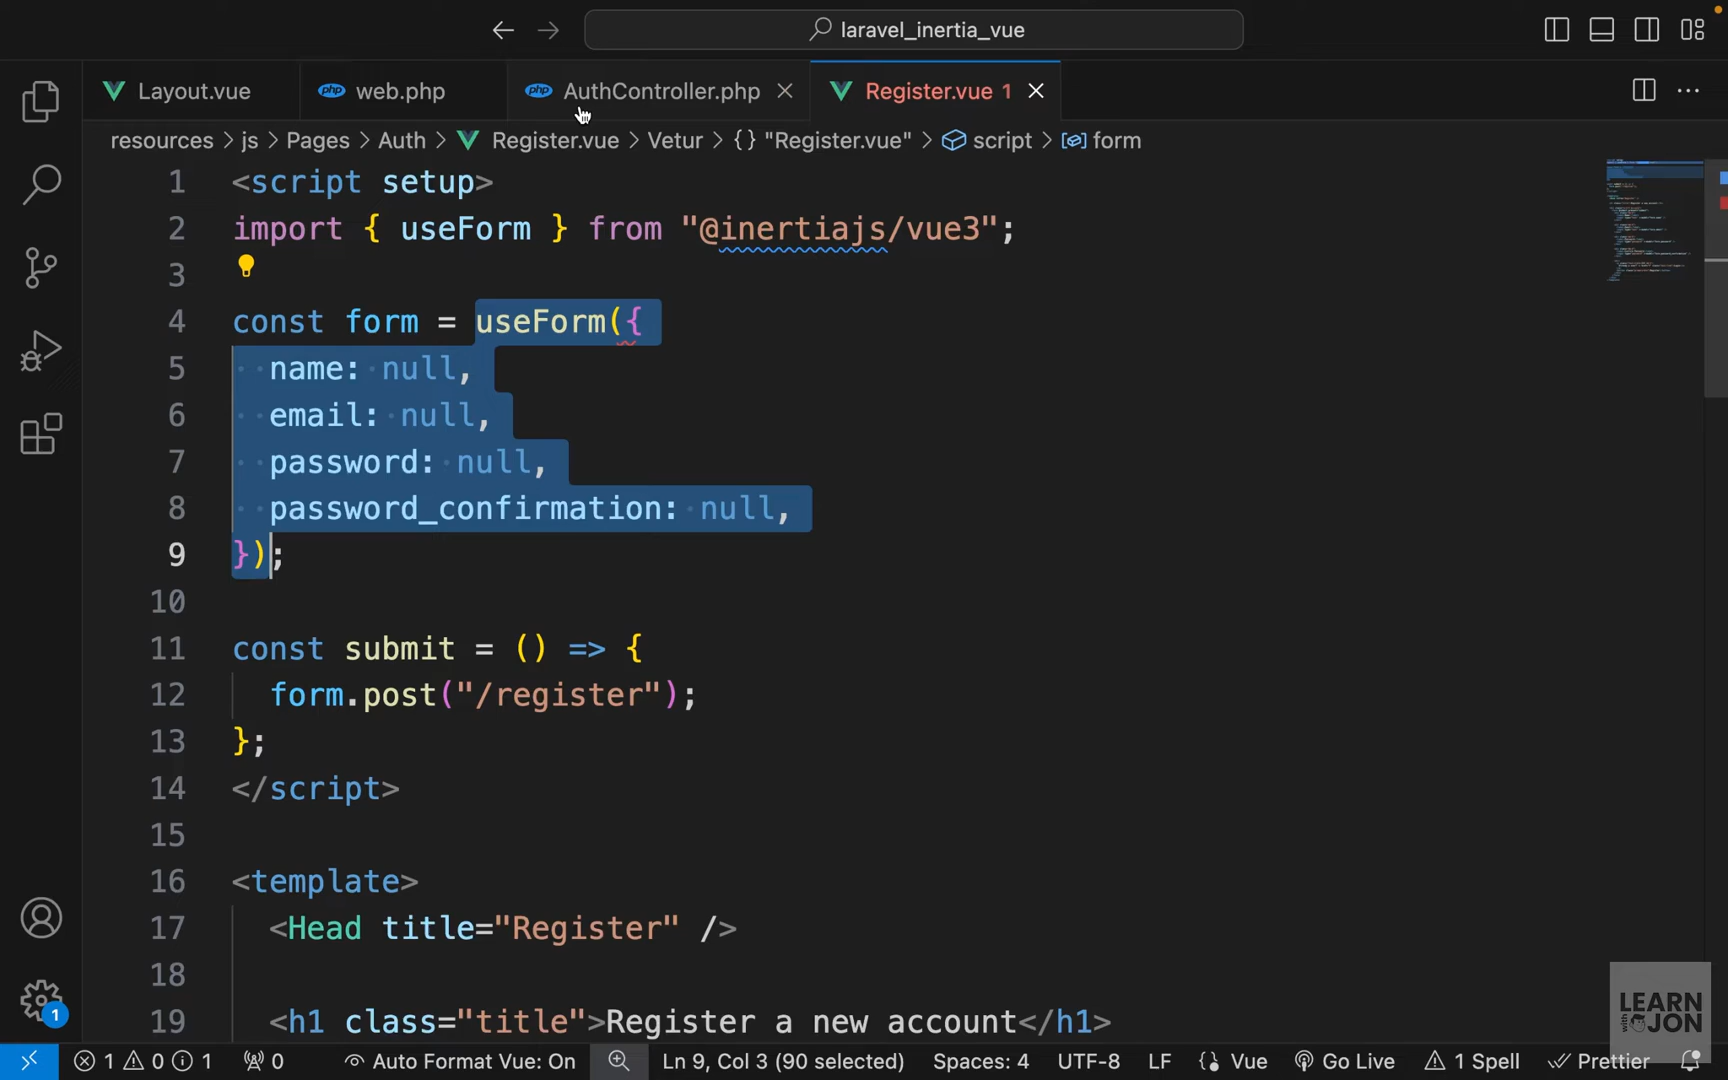 laravel_inertia_vue
Layout.vue
php web.php
php AuthController.php
Register.vue 1
resources > js > Pages > Auth > Register.vue > Vetur > {} "Register.vue" > script > form
1 <script setup>
2 import { useForm } from "@inertiajs/vue3";
3
4 const form = useForm({
5 name: null,
6 email: null,
7 password: null,
8 password_confirmation: null,
9 });
10
11 const submit = () => {
12 form.post("/register");
13 };
14 </script>
15
16 <template>
17 <Head title="Register" />
18
19 <h1 class="title">Register a new account</h1>
1
LEARN
with
JON
1 0 1 0 Auto Format Vue: On Ln 9, Col 3 (90 selected) Spaces: 4 UTF-8 LF Vue Go Live 1 Spell Prettier